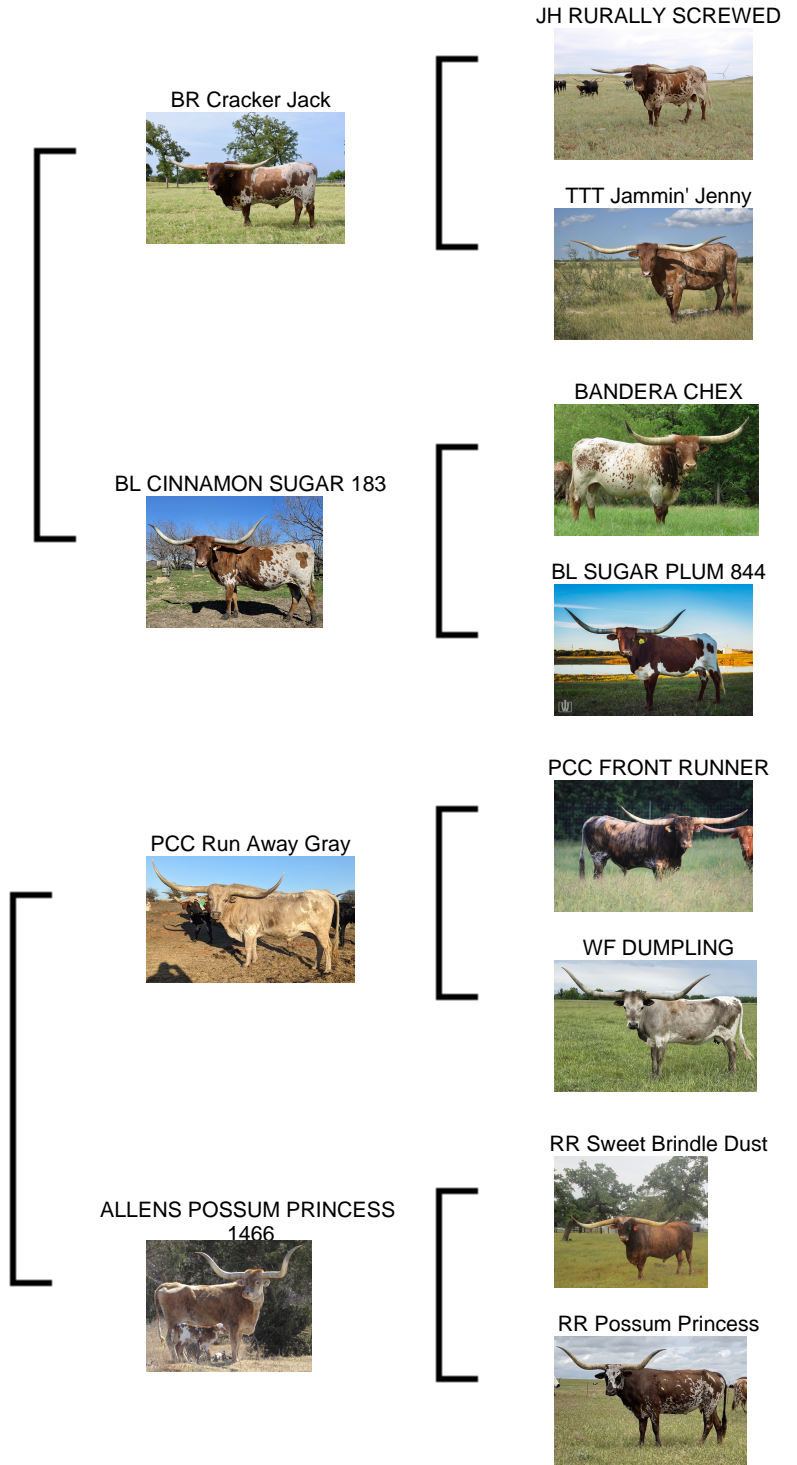 JH RURALLY SCREWED
BR Cracker Jack
TTT Jammin' Jenny
BANDERA CHEX
BL CINNAMON SUGAR 183
BL SUGAR PLUM 844
PCC FRONT RUNNER
PCC Run Away Gray
WF DUMPLING
RR Sweet Brindle Dust
ALLENS POSSUM PRINCESS
1466
RR Possum Princess